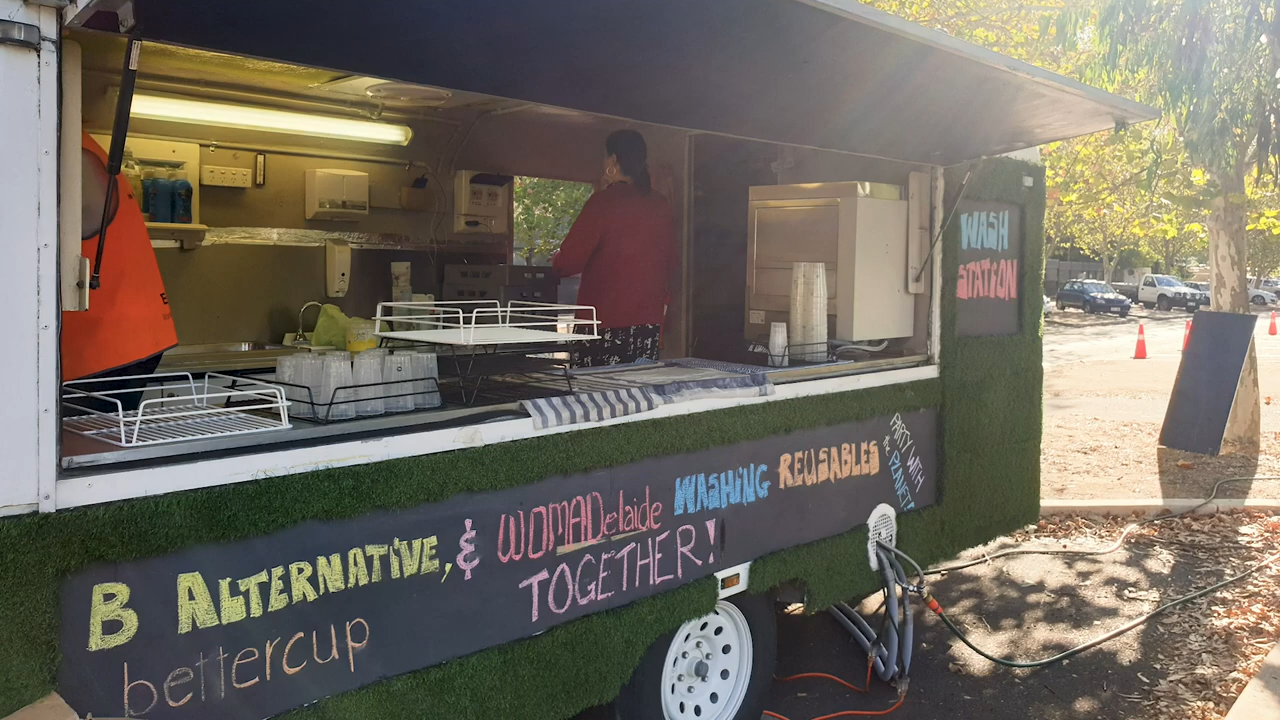 WASH
STATION
B ALTERNATIVE, & WOMADelaide WASHING REUSABLES
TOGETHER!
bettercup
PARTY WITH
the PLANET!